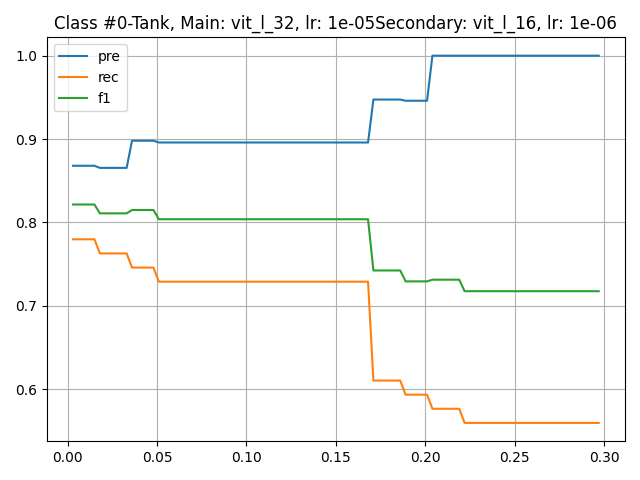 Class #0-Tank, Main: vit_l_32, lr: 1e-05Secondary: vit_l_16, lr: 1e-06
pre
rec
f1
1.0
0.9
0.8
0.7
0.6
0.00 0.05 0.10 0.15 0.20 0.25 0.30